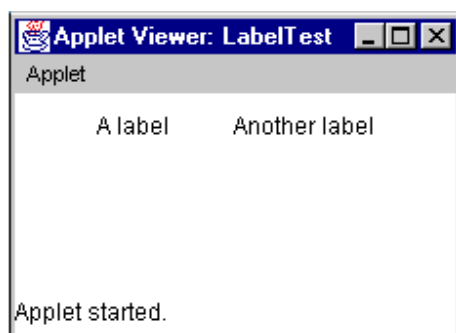 Applet Viewer: LabelTest
Applet
A label Another label
Applet started.